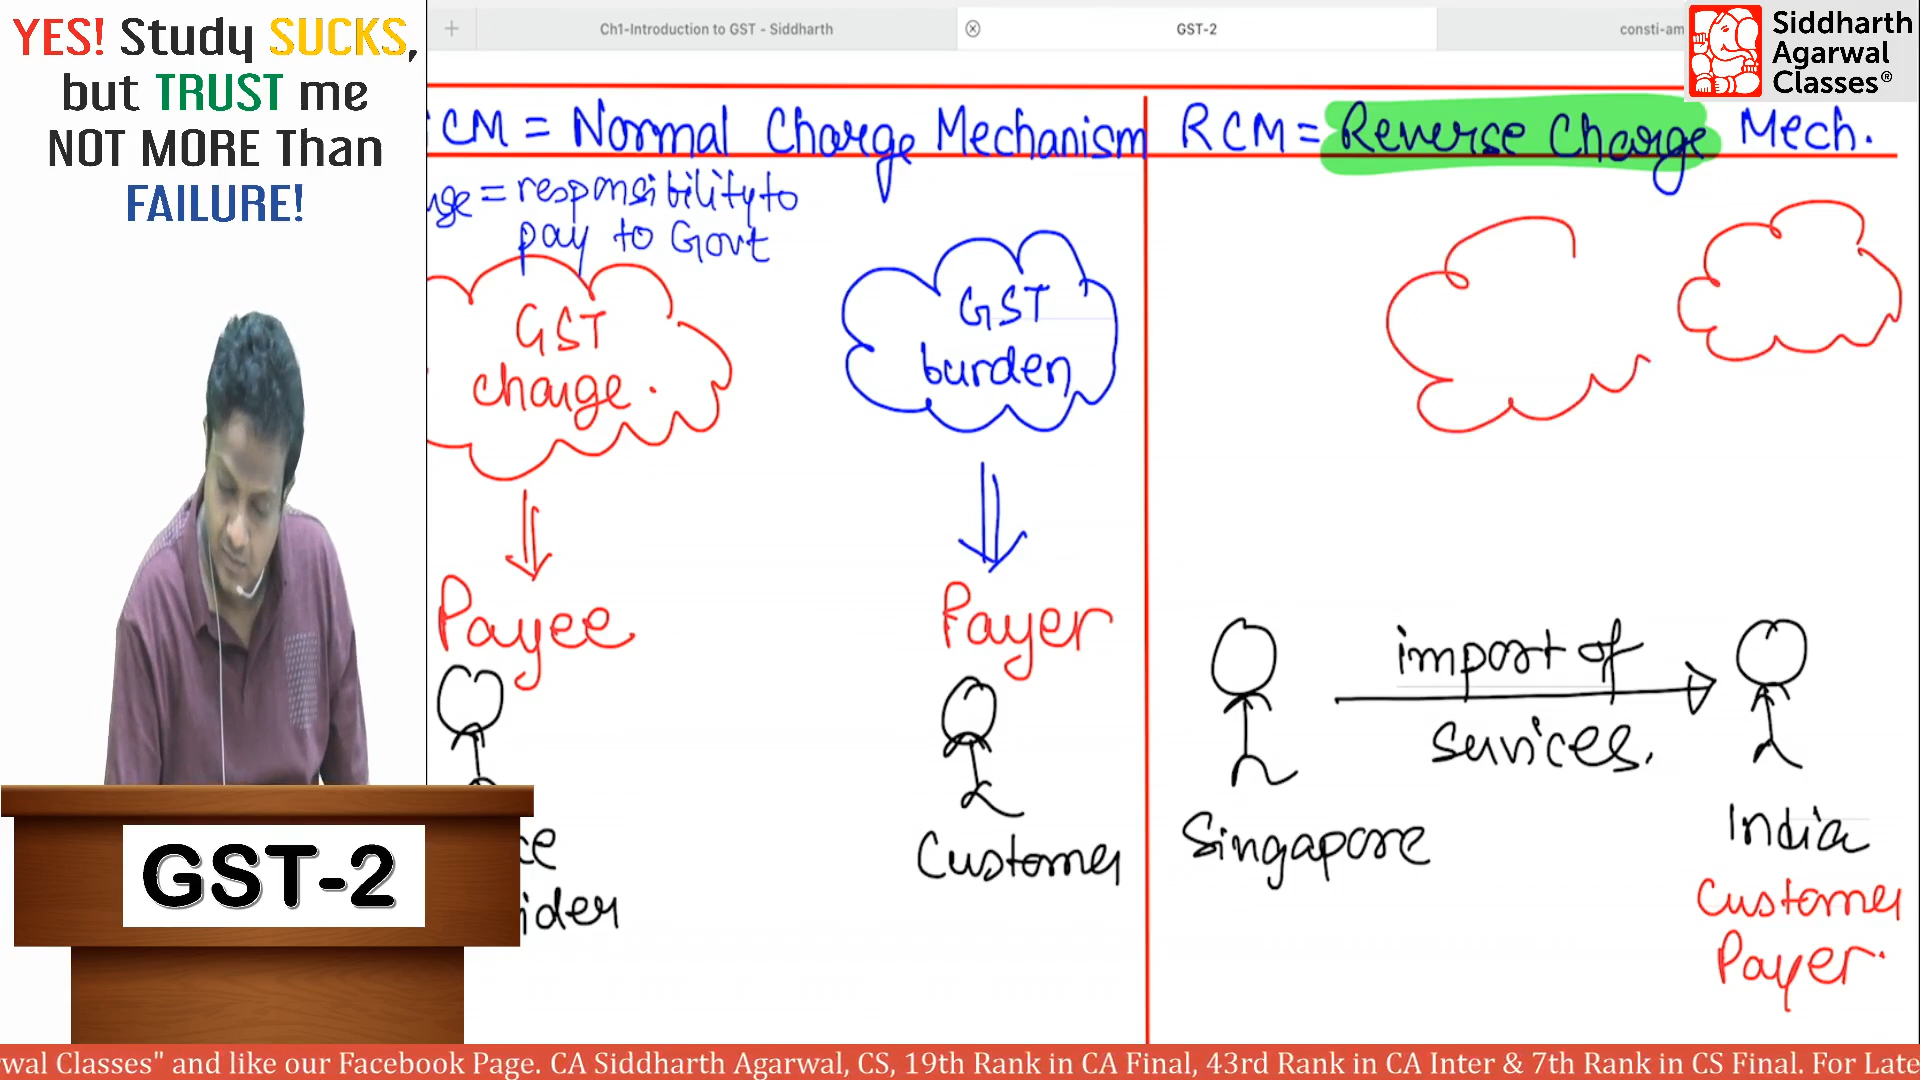 YES! Study SUCKS,
but TRUST me
NOT MORE Than
FAILURE!
Ch1-Introduction to GST - Siddharth
GST-2
consti-am
Siddharth
Agarwal
Classes®
CM = Normal Charge Mechanism
RCM = Reverse Charge Mech.
= responsibility to
pay to Govt
GST
charge.
GST
burden
Payee
Payer
Customer
ider
import of
services.
Singapore
India
Customer
Payer.
GST-2
rwal Classes" and like our Facebook Page. CA Siddharth Agarwal, CS, 19th Rank in CA Final, 43rd Rank in CA Inter & 7th Rank in CS Final. For Late